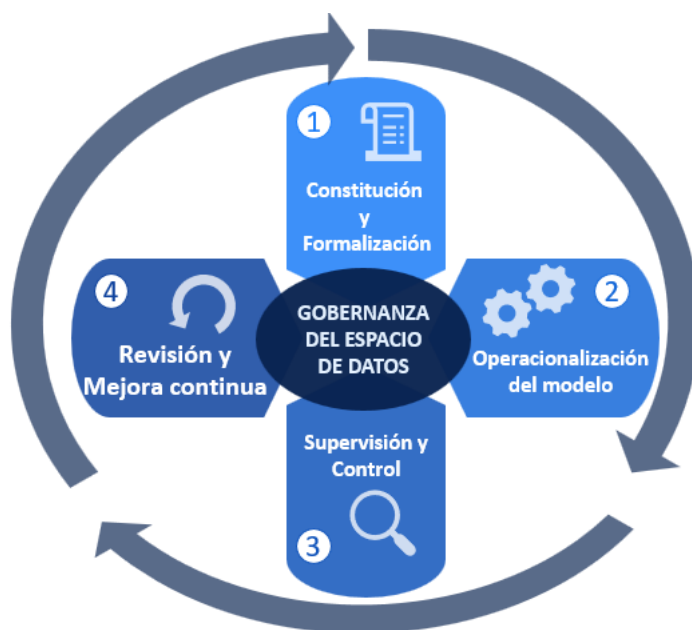 1
Constitución
y
Formalización
2
Operacionalización
del modelo
3
Supervisión y
Control
4
Revisión y
Mejora continua
GOBERNANZA
DEL ESPACIO
DE DATOS